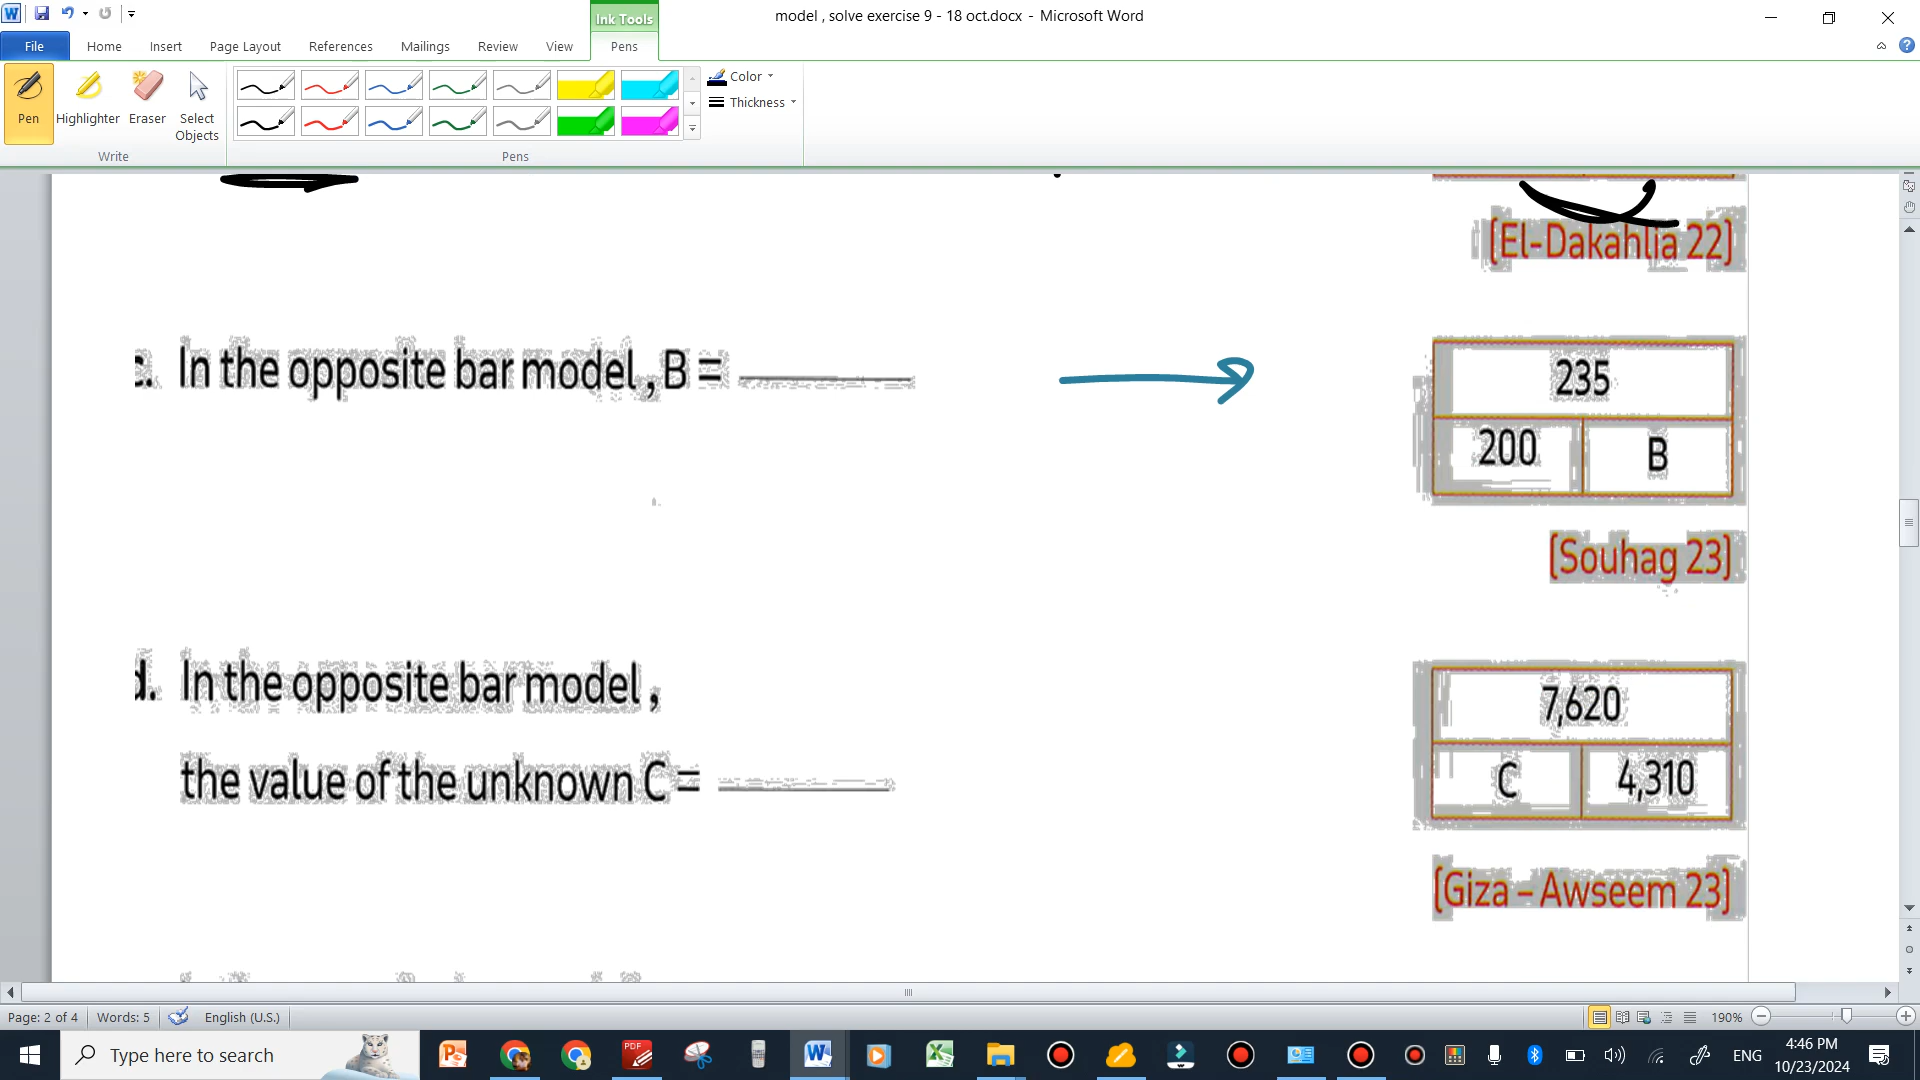 model , solve exercise 9 - 18 oct.docx - Microsoft Word
Ink Tools
File Home Insert Page Layout References Mailings Review View Pens
Pen Highlighter Eraser Select Objects
Color
Thickness
Write Pens
[El-Dakahlia 22]
c. In the opposite bar model , B =
235
200 B
[Souhag 23]
d. In the opposite bar model ,
the value of the unknown C =
7,620
C 4,310
[Giza – Awseem 23]
Page: 2 of 4 Words: 5 English (U.S.) 190%
Type here to search
ENG
4:46 PM
10/23/2024